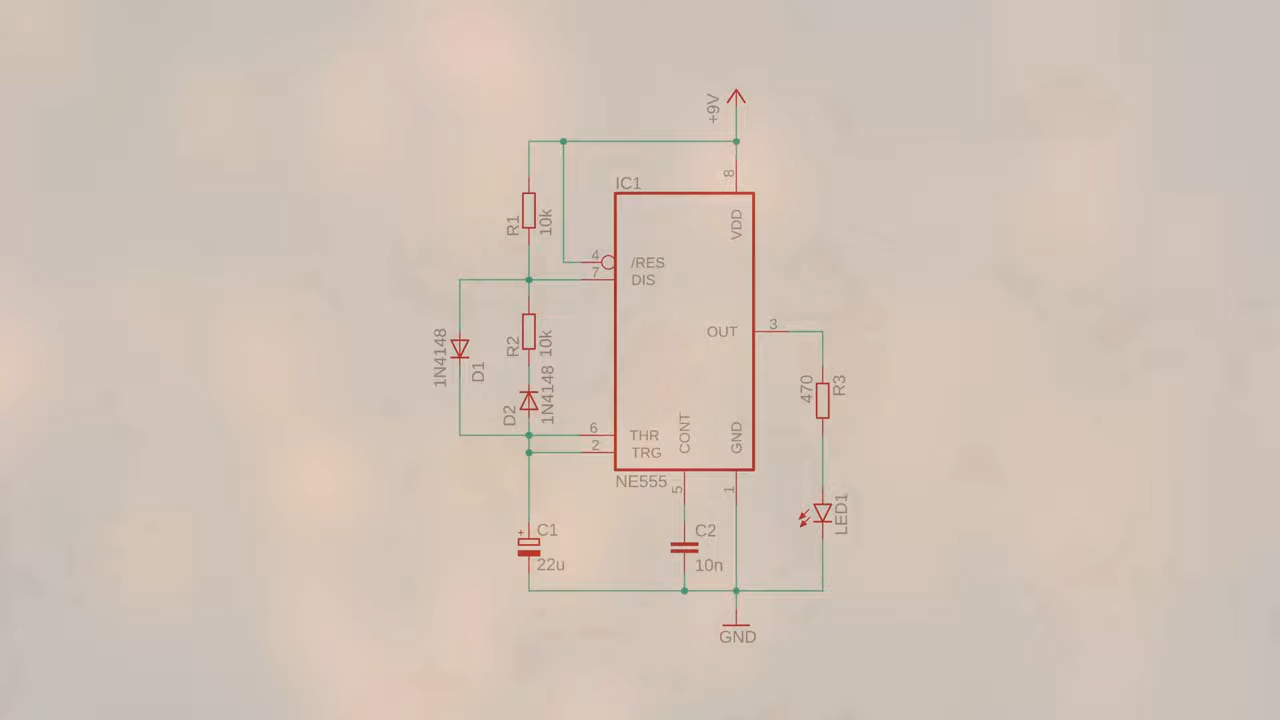 +9V
8
IC1
VDD
R1
10k
4
/RES
7
DIS
3
OUT
R2
10k
1N4148
D1
470
R3
D2
1N4148
6
THR
2
TRG
CONT
GND
NE555
5
1
LED1
+
C1
22u
C2
10n
GND